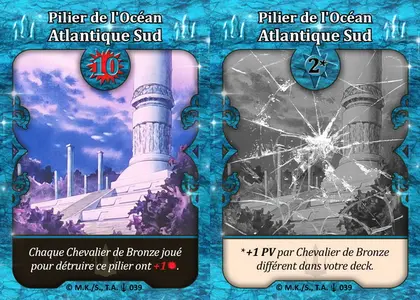 Pilier de l'Océan
Atlantique Sud
10
Chaque Chevalier de Bronze joué
pour détruire ce pilier ont +1.
© M.K./S., T.A. 039
Pilier de l'Océan
Atlantique Sud
2*
*+1 PV par Chevalier de Bronze
différent dans votre deck.
© M.K./S., T.A. 039